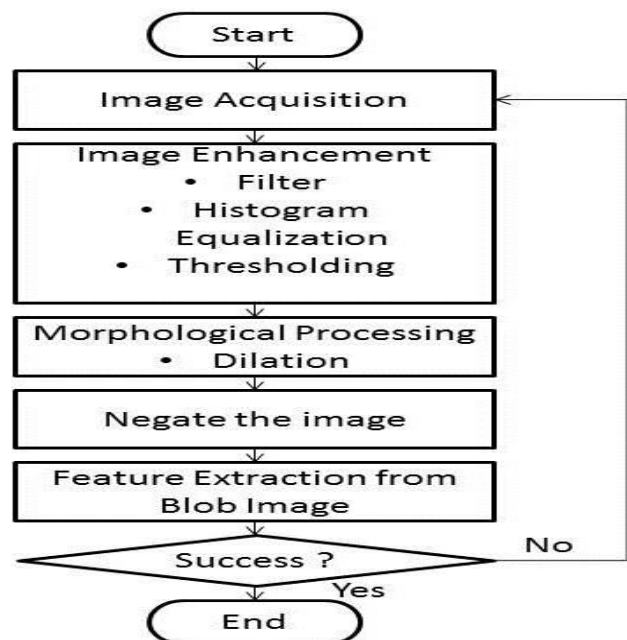 Start
Image Acquisition
Image Enhancement
• Filter
• Histogram
Equalization
• Thresholding
Morphological Processing
• Dilation
Negate the image
Feature Extraction from
Blob Image
Success ?
No
Yes
End